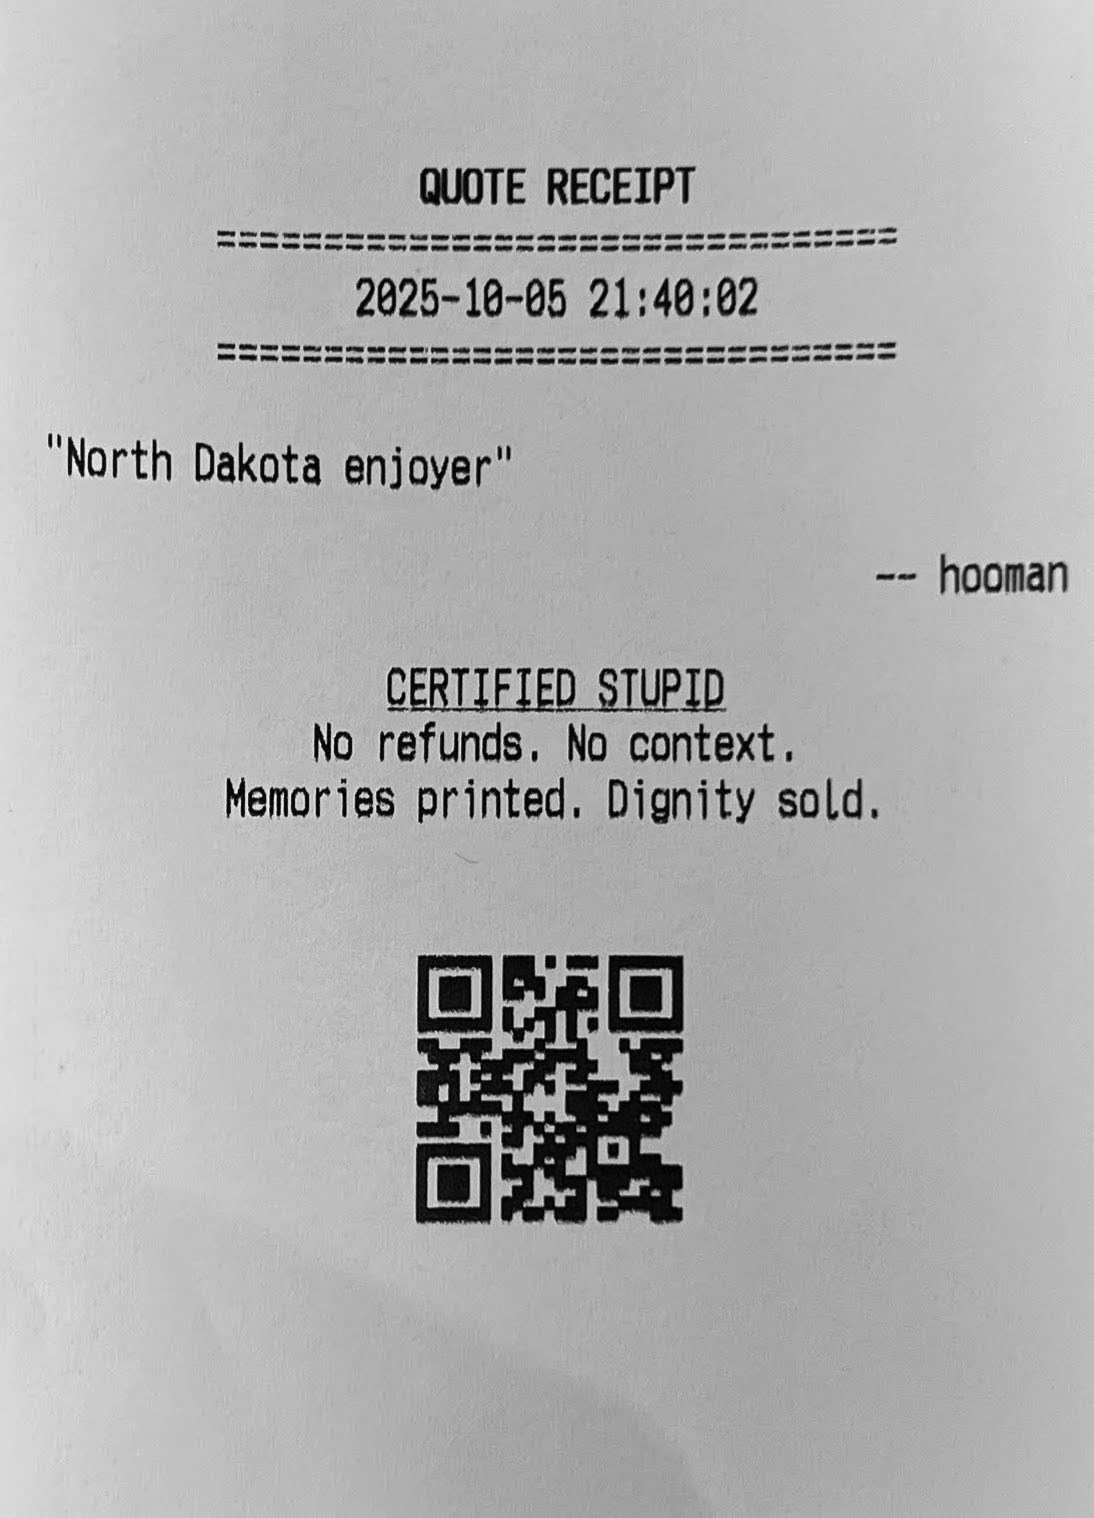 QUOTE RECEIPT
================================
2025-10-05 21:40:02
================================
"North Dakota enjoyer"
-- hooman
CERTIFIED STUPID
No refunds. No context.
Memories printed. Dignity sold.